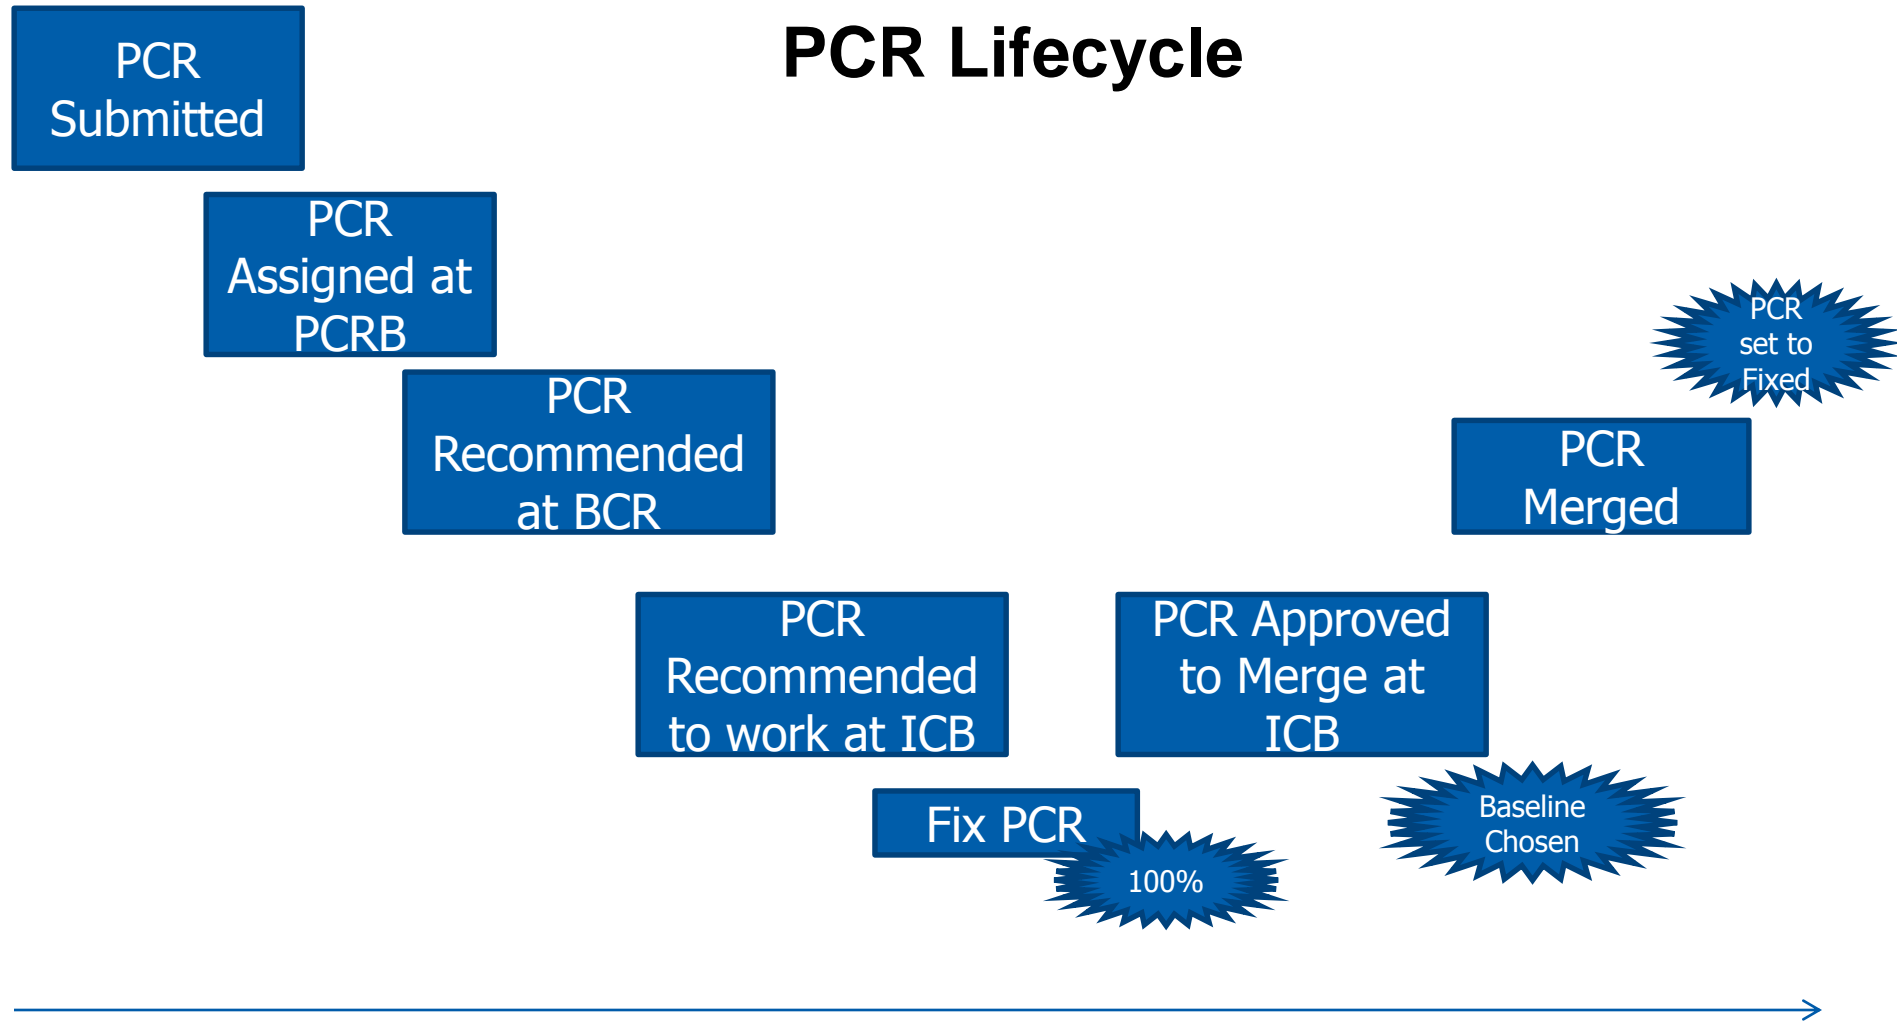 PCR Lifecycle
PCR
Submitted
PCR
Assigned at
PCRB
PCR
Recommended
at BCR
PCR
Recommended
to work at ICB
Fix PCR
100%
PCR Approved
to Merge at
ICB
Baseline
Chosen
PCR
Merged
PCR
set to
Fixed